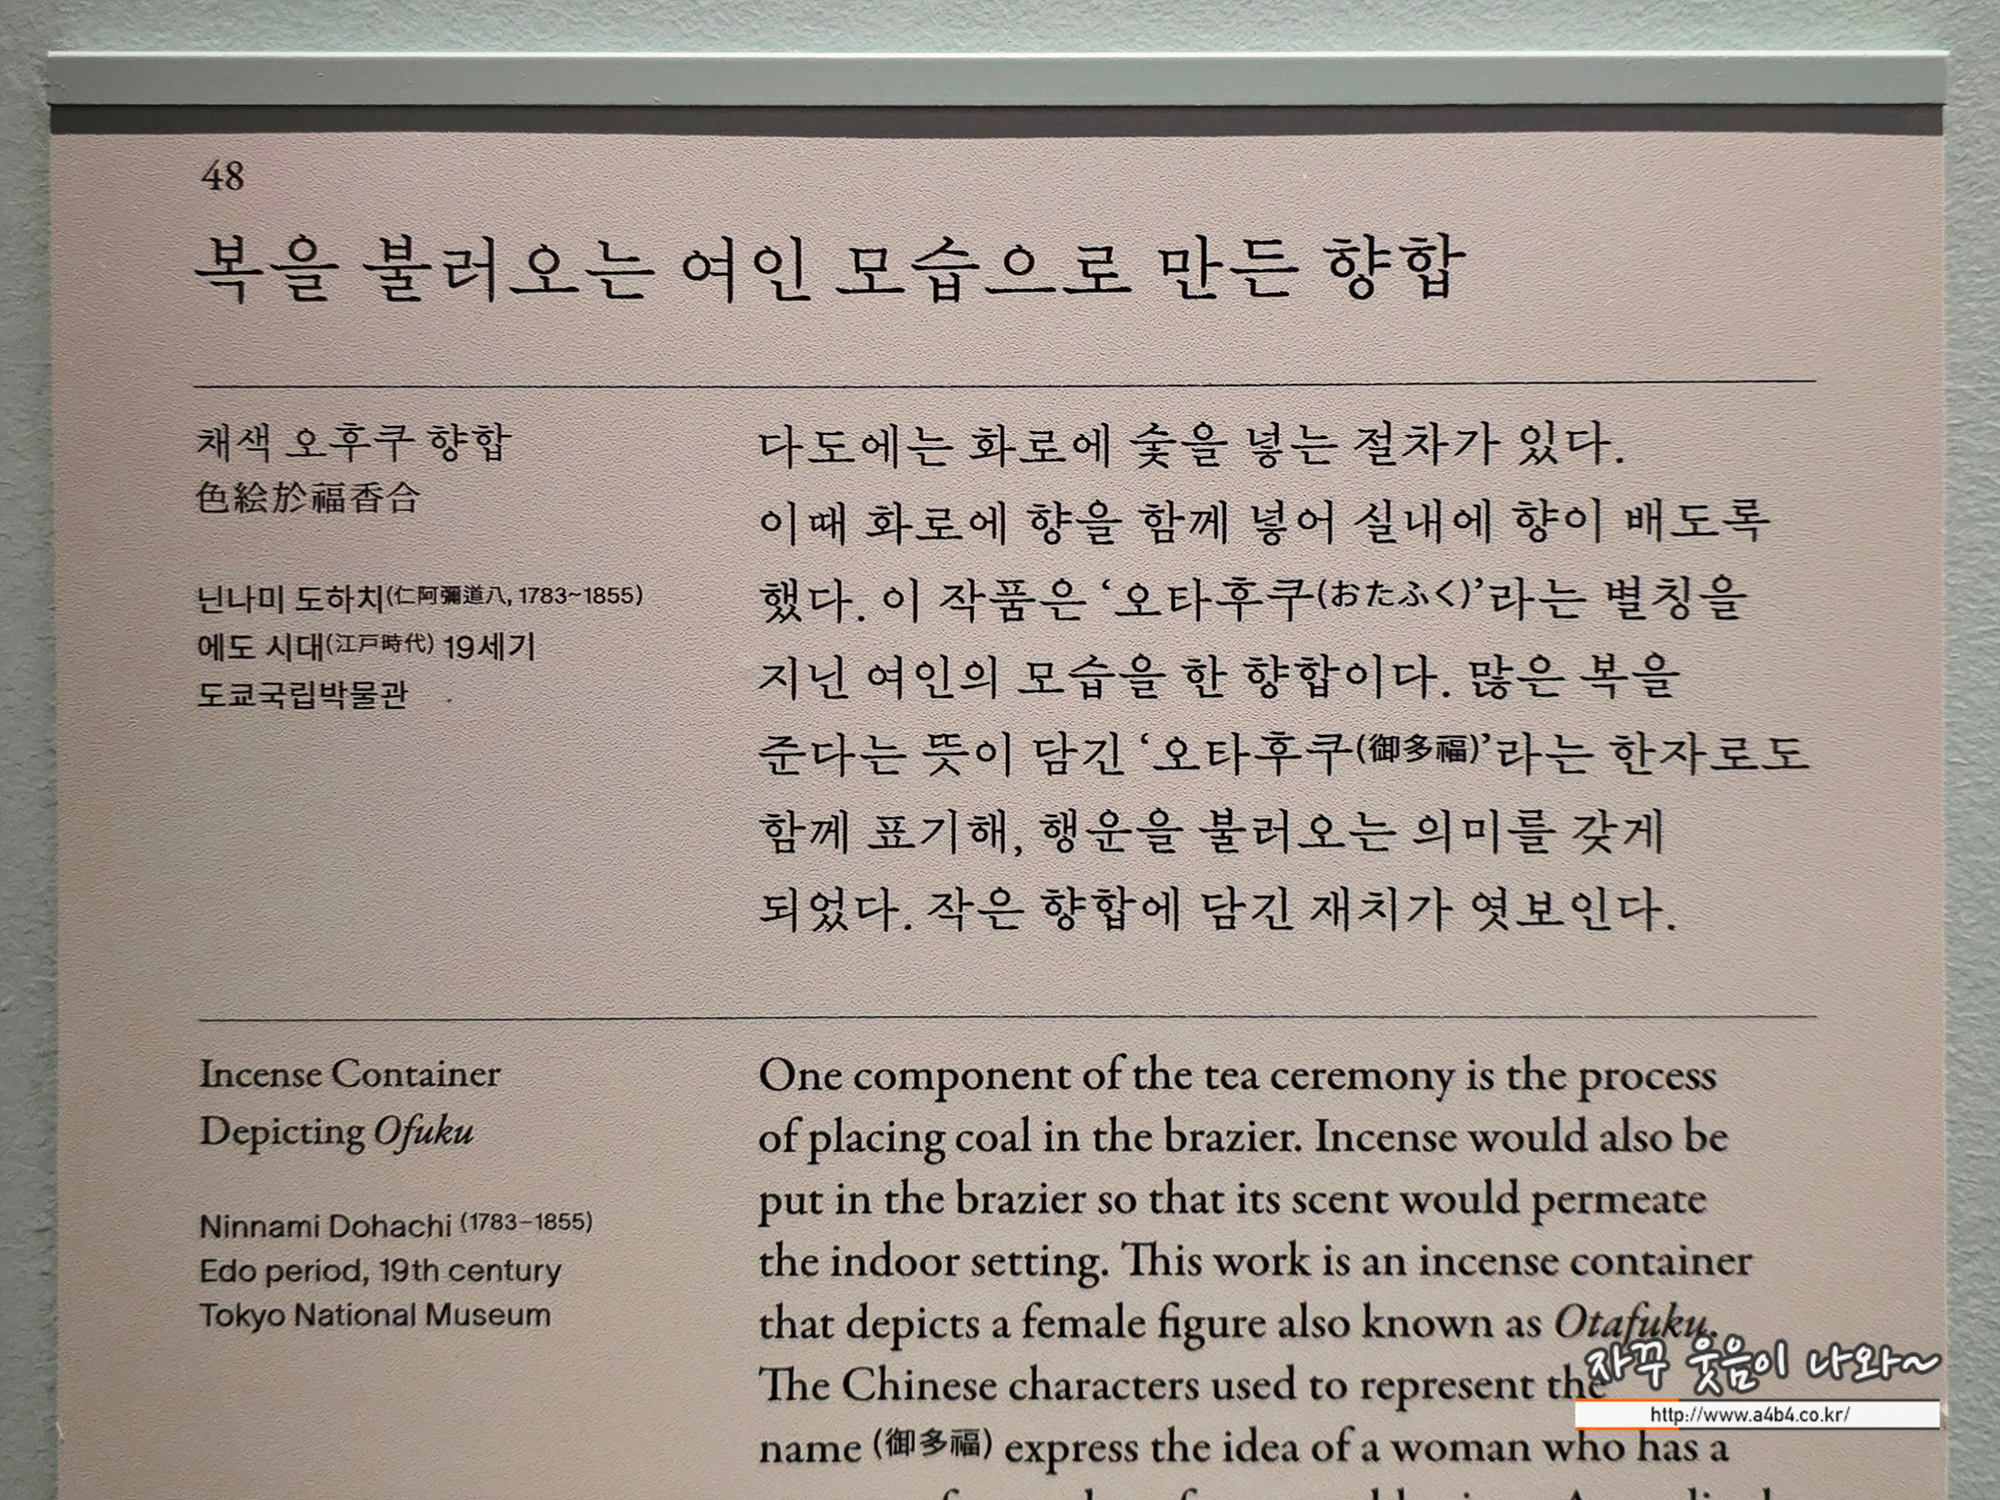 48
복을 불러오는 여인 모습으로 만든 향합
채색 오후쿠 향합
色絵於福香合
닌나미 도하치(仁阿彌道八, 1783~1855)
에도 시대(江戸時代) 19세기
도쿄국립박물관
다도에는 화로에 숯을 넣는 절차가 있다.
이때 화로에 향을 함께 넣어 실내에 향이 배도록
했다. 이 작품은 ‘오타후쿠(おたふく)’라는 별칭을
지닌 여인의 모습을 한 향합이다. 많은 복을
준다는 뜻이 담긴 ‘오타후쿠(御多福)’라는 한자로도
함께 표기해, 행운을 불러오는 의미를 갖게
되었다. 작은 향합에 담긴 재치가 엿보인다.
Incense Container
Depicting Ofuku
Ninnami Dohachi (1783–1855)
Edo period, 19th century
Tokyo National Museum
One component of the tea ceremony is the process
of placing coal in the brazier. Incense would also be
put in the brazier so that its scent would permeate
the indoor setting. This work is an incense container
that depicts a female figure also known as Otafuku.
The Chinese characters used to represent the
name (御多福) express the idea of a woman who has a
자꾸 웃음이 나와~
http://www.a4b4.co.kr/